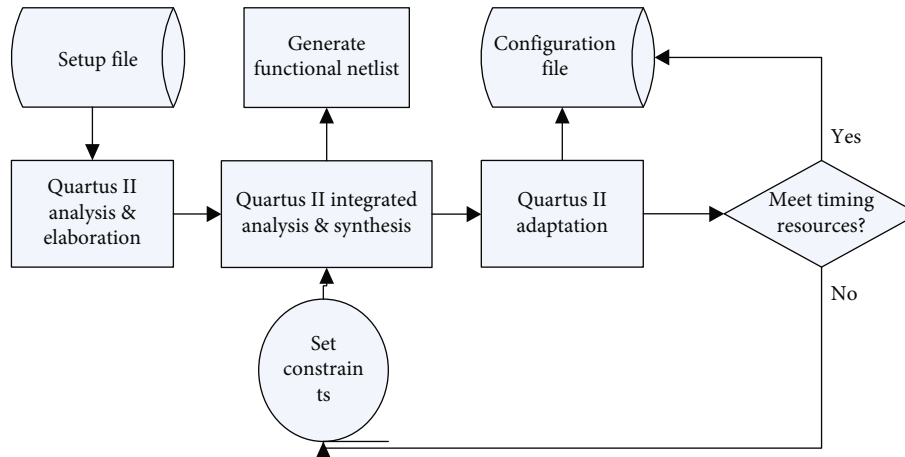 Setup file
Generate
functional netlist
Configuration
file
Quartus II
analysis &
elaboration
Quartus II integrated
analysis & synthesis
Quartus II
adaptation
Meet timing
resources?
Yes
No
Set
constrain
ts